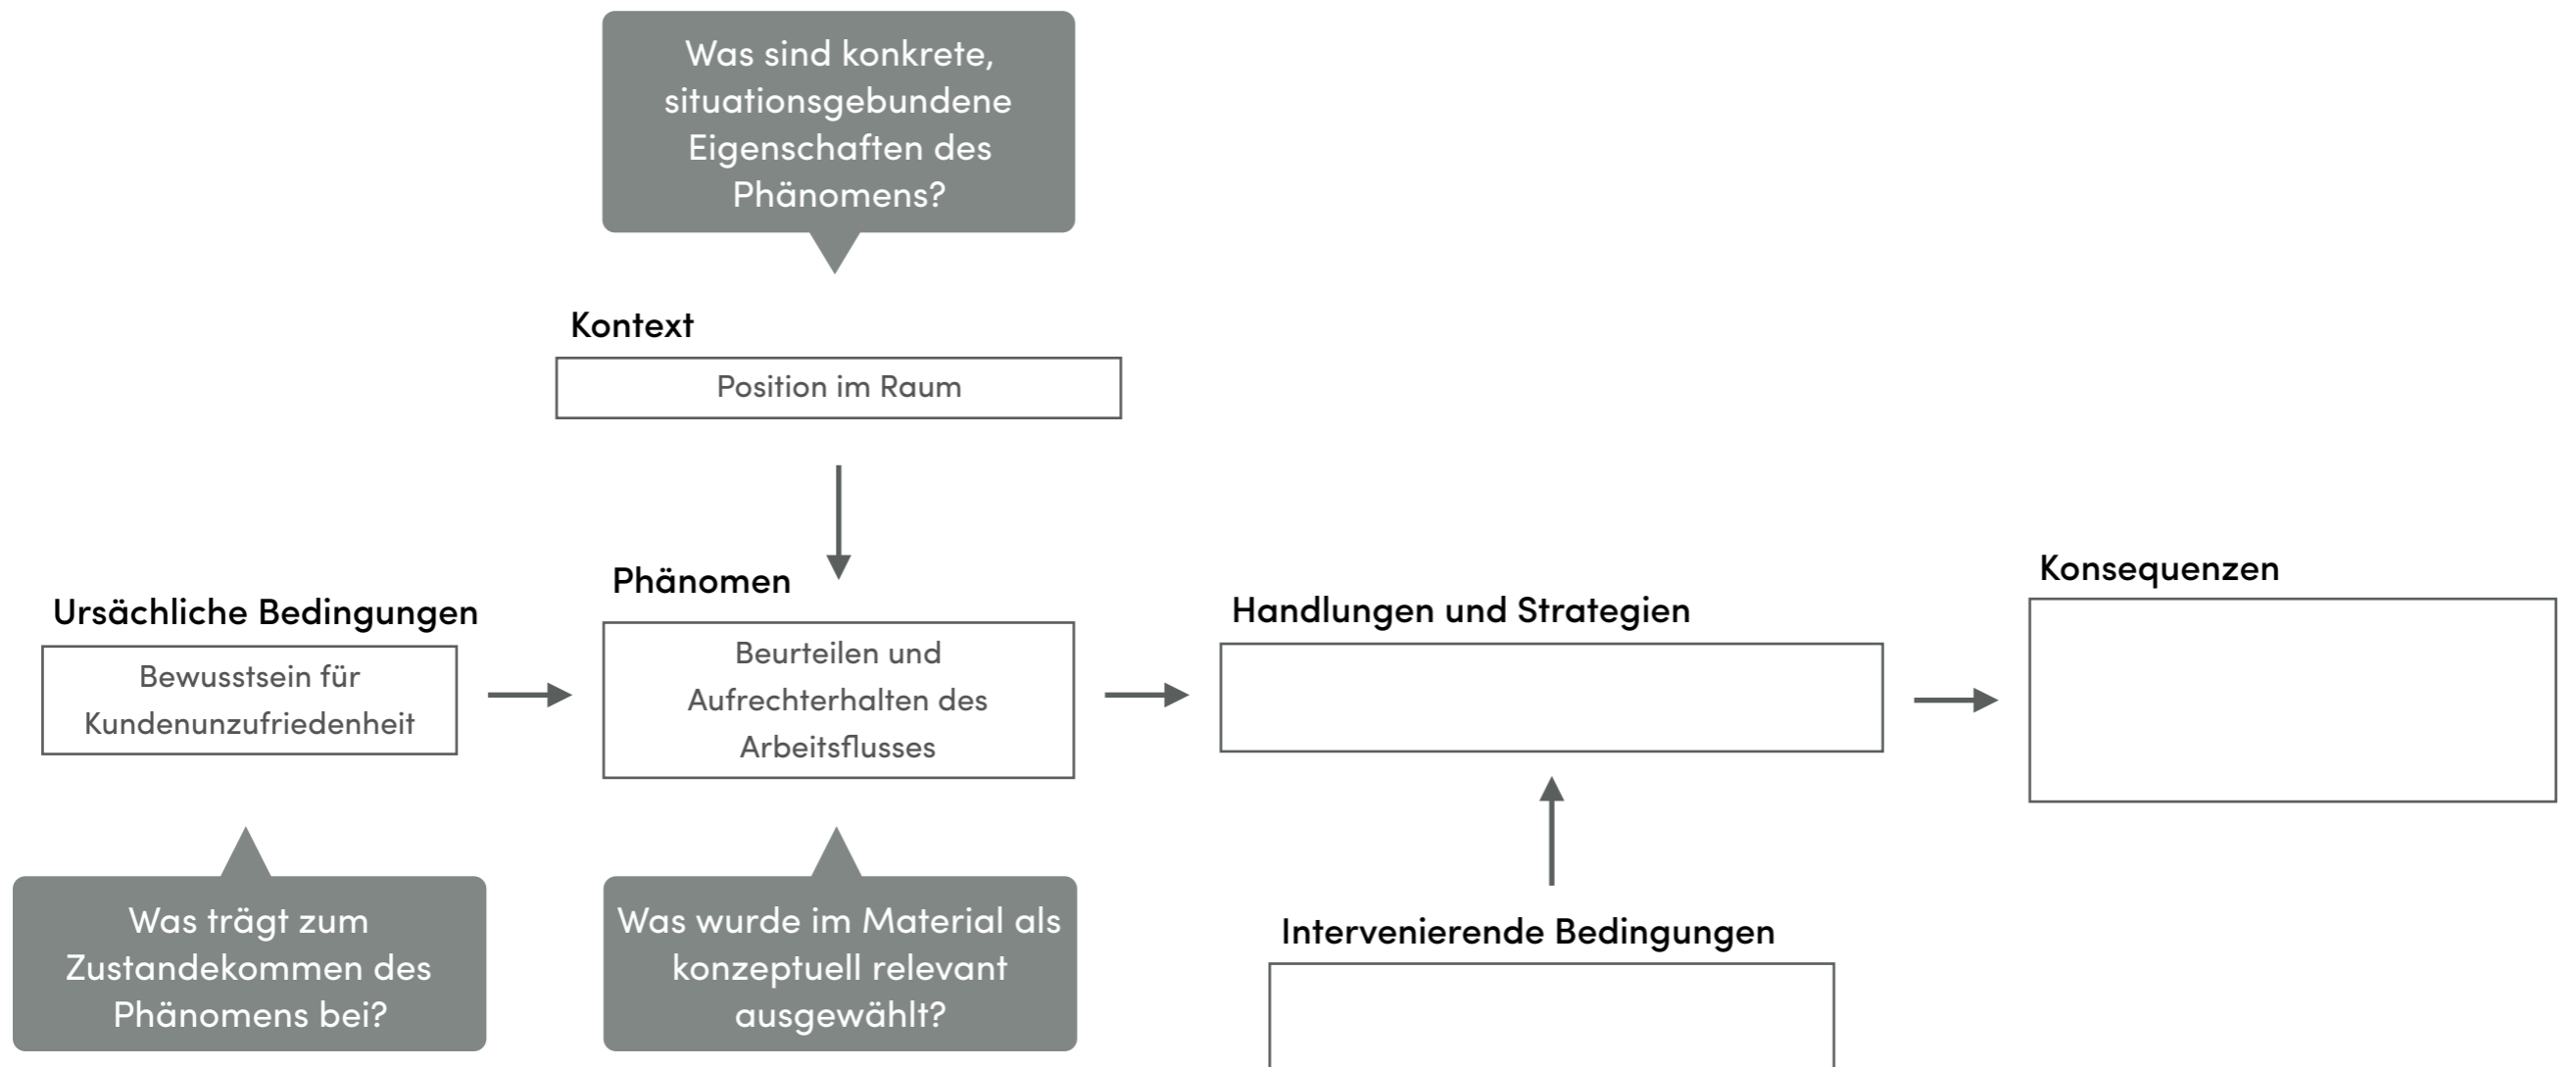 Was sind konkrete,
situationsgebundene
Eigenschaften des
Phänomens?
Kontext
Position im Raum
Ursächliche Bedingungen
Bewusstsein für
Kundenunzufriedenheit
Was trägt zum
Zustandekommen des
Phänomens bei?
Phänomen
Beurteilen und
Aufrechterhalten des
Arbeitsflusses
Was wurde im Material als
konzeptuell relevant
ausgewählt?
Handlungen und Strategien
Intervenierende Bedingungen
Konsequenzen